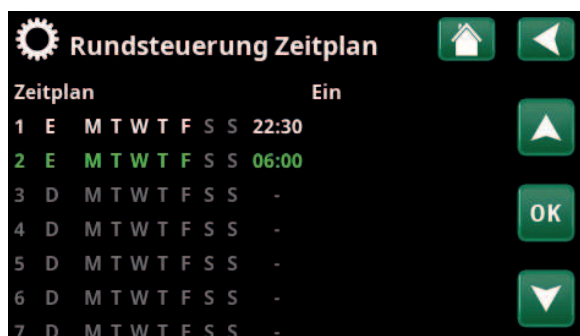 Rundsteuerung Zeitplan
Zeitplan Ein
1 E M T W T F S S 22:30
2 E M T W T F S S 06:00
3 D M T W T F S S -
4 D M T W T F S S -
OK
5 D M T W T F S S -
6 D M T W T F S S -
7 D M T W T F S S -